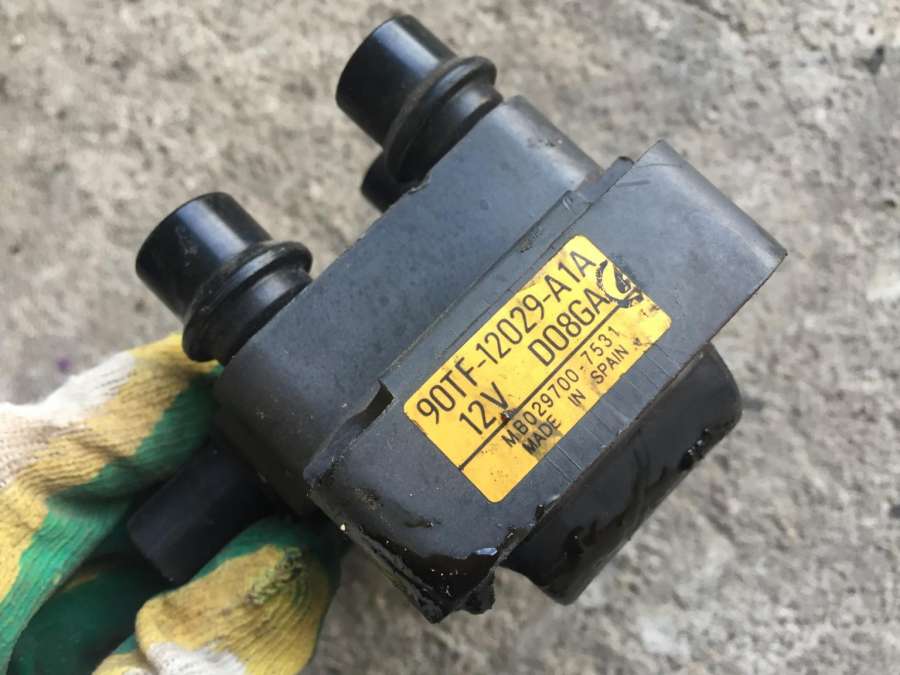 90TF-12029-A1A
12V D08GA
MB029700-7531
MADE IN SPAIN